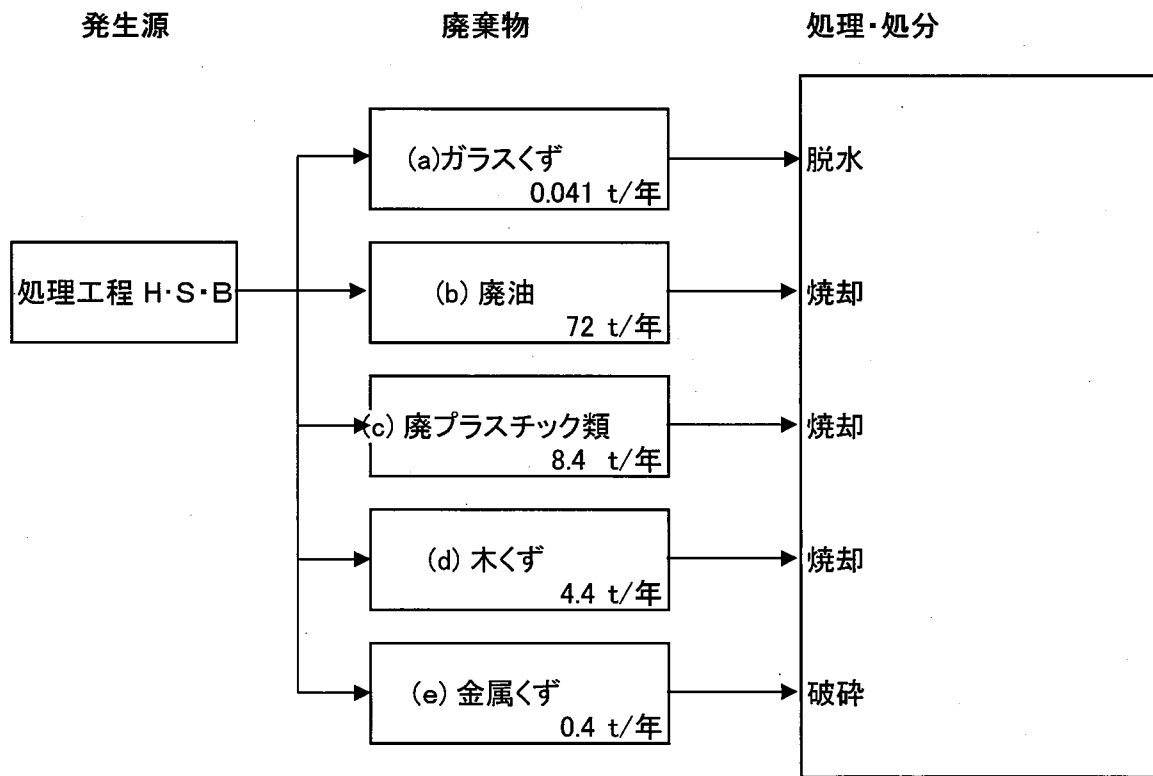 発生源 廃棄物 処理・処分
(a)ガラスくず
0.041 t/年
脱水
処理工程 H・S・B
(b) 廃油
72 t/年
焼却
(c) 廃プラスチック類
8.4 t/年
焼却
(d) 木くず
4.4 t/年
焼却
(e) 金属くず
0.4 t/年
破砕